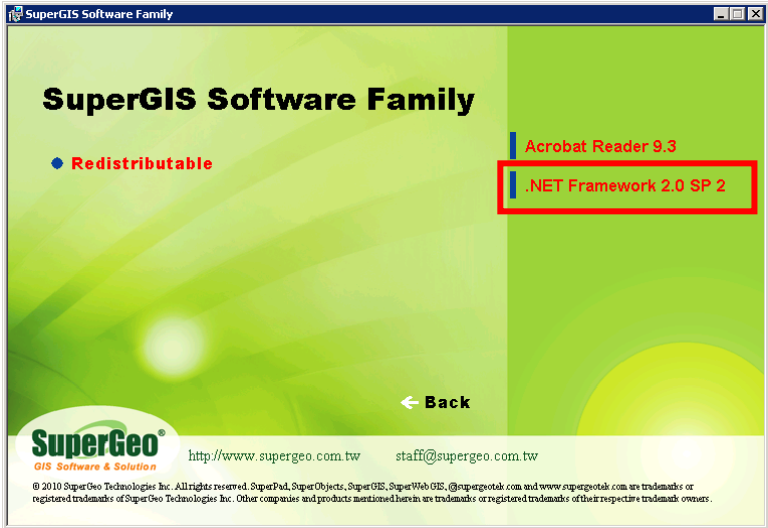 SuperGIS Software Family
SuperGIS Software Family
Redistributable
Acrobat Reader 9.3
.NET Framework 2.0 SP 2
Back
SuperGeo®
GIS Software & Solution
http://www.supergeo.com.tw staff@supergeo.com.tw
© 2010 SuperGeo Technologies Inc. All rights reserved. SuperPad, SuperObjects, SuperGIS, SuperWebGIS, @supergeotek.com and www.supergeotek.com are trademarks or
registered trademarks of SuperGeo Technologies Inc. Other companies and products mentioned herein are trademarks or registered trademarks of their respective trademark owners.